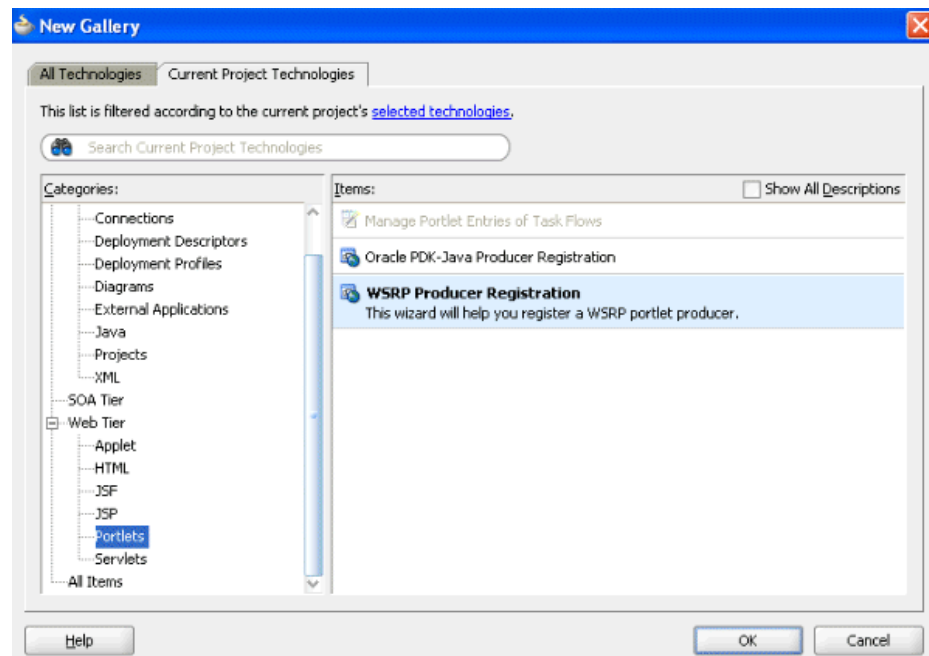 New Gallery
All Technologies
Current Project Technologies
This list is filtered according to the current project's selected technologies.
Search Current Project Technologies
Categories:
Connections
Deployment Descriptors
Deployment Profiles
Diagrams
External Applications
Java
Projects
XML
SOA Tier
Web Tier
Applet
HTML
JSF
JSP
Portlets
Servlets
All Items
Items:
Show All Descriptions
Manage Portlet Entries of Task Flows
Oracle PDK-Java Producer Registration
WSRP Producer Registration
This wizard will help you register a WSRP portlet producer.
Help
OK
Cancel